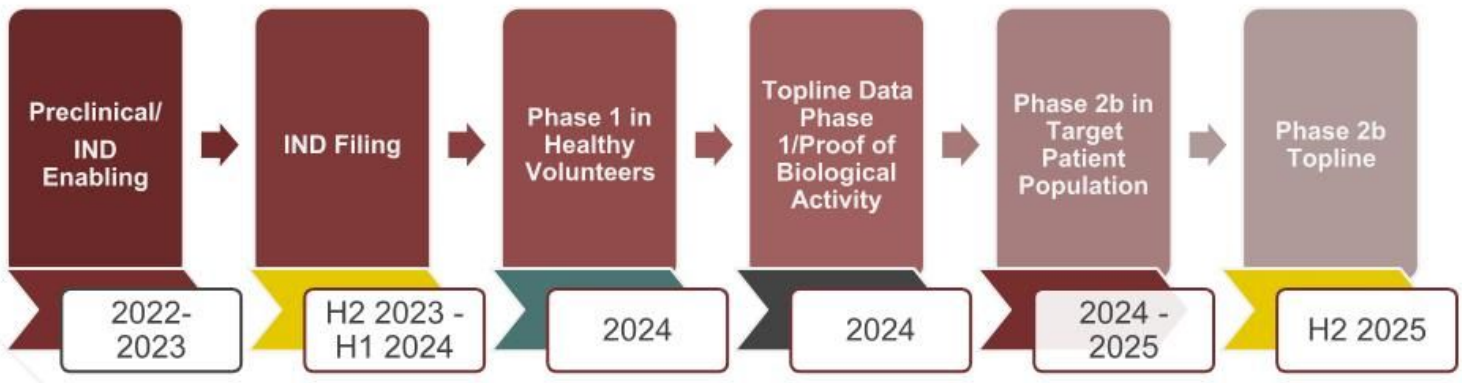 Preclinical/
IND
Enabling
IND Filing
Phase 1 in
Healthy
Volunteers
Topline Data
Phase
1/Proof of
Biological
Activity
Phase 2b in
Target
Patient
Population
Phase 2b
Topline
2022-
2023
H2 2023 -
H1 2024
2024
2024
2024 -
2025
H2 2025